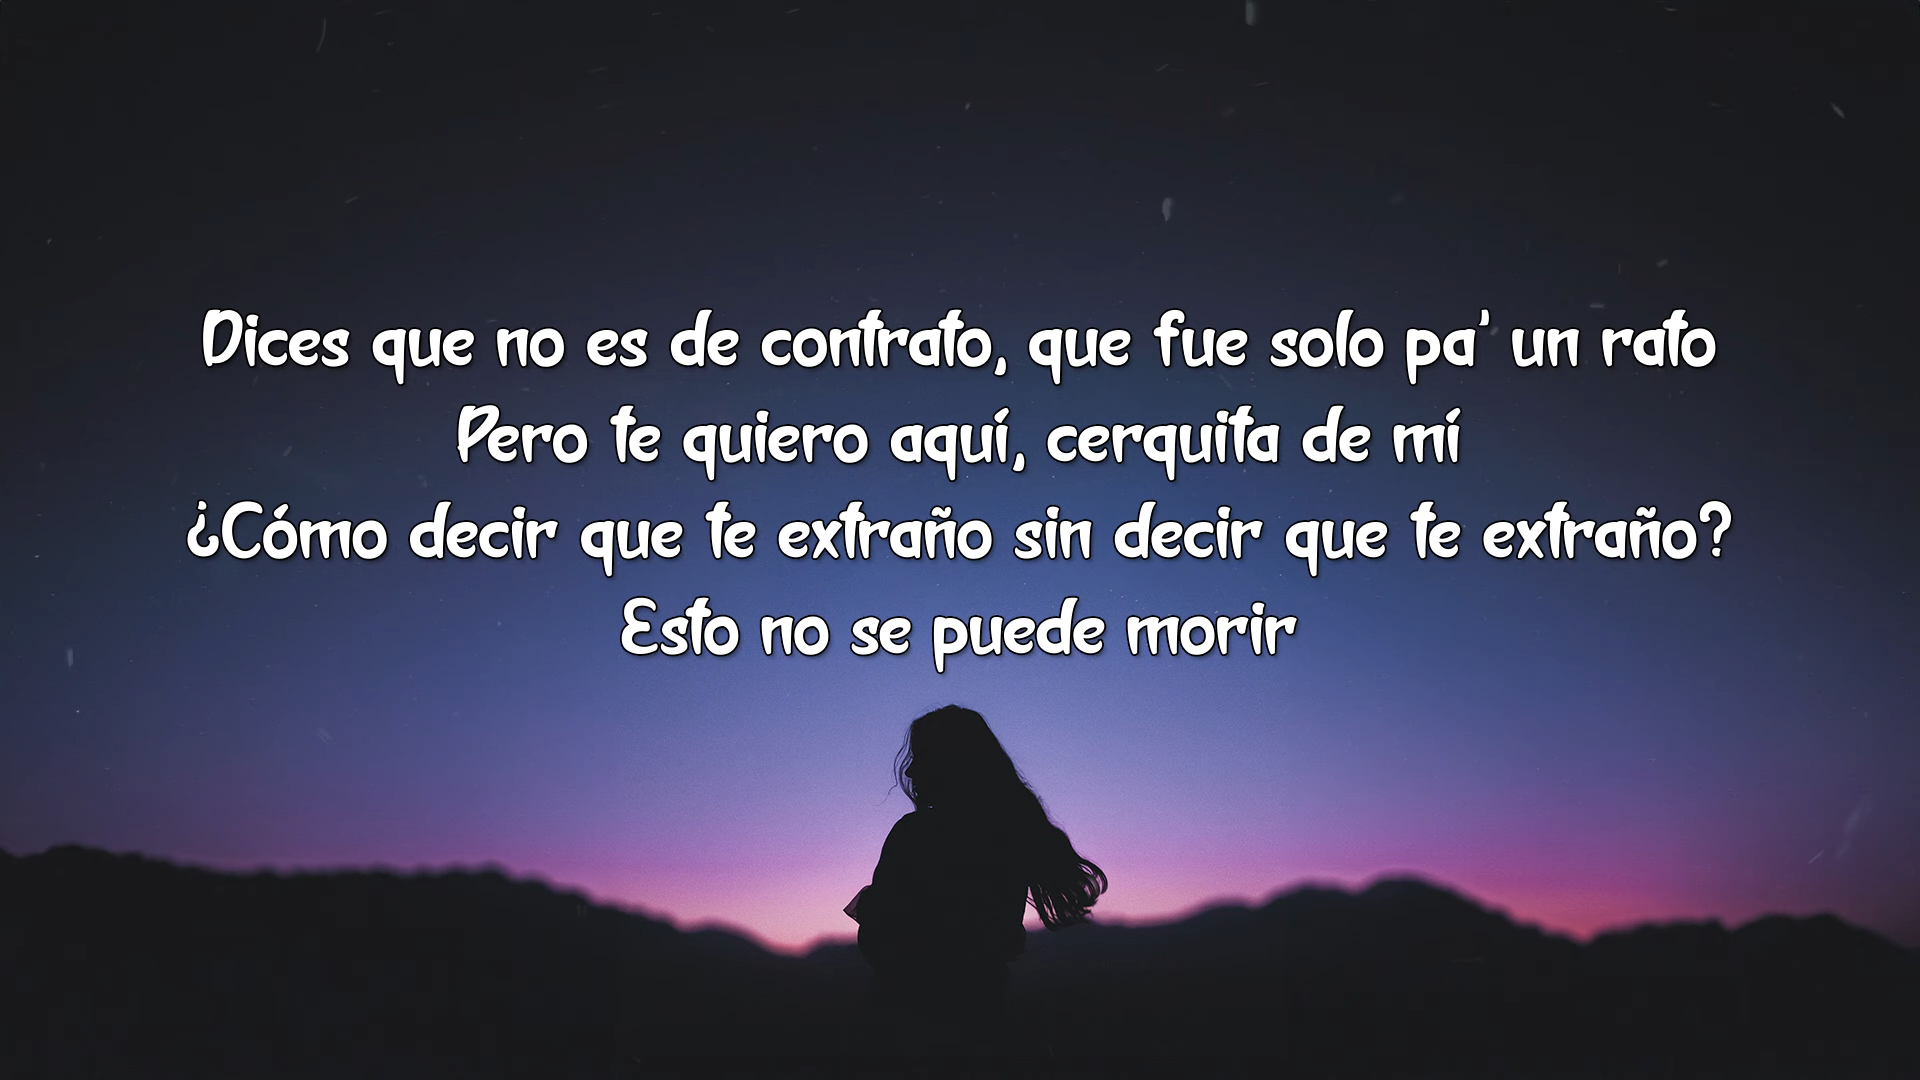 Dices que no es de contrato, que fue solo pa' un rato
Pero te quiero aquí, cerquita de mí
¿Cómo decir que te extraño sin decir que te extraño?
Esto no se puede morir